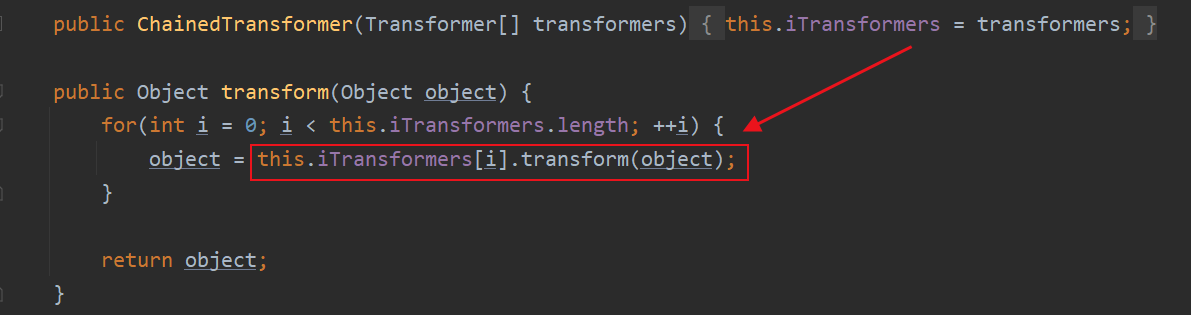 public ChainedTransformer(Transformer[] transformers) { this.iTransformers = transformers; }
public Object transform(Object object) {
for(int i = 0; i < this.iTransformers.length; ++i) {
object = this.iTransformers[i].transform(object);
}
return object;
}